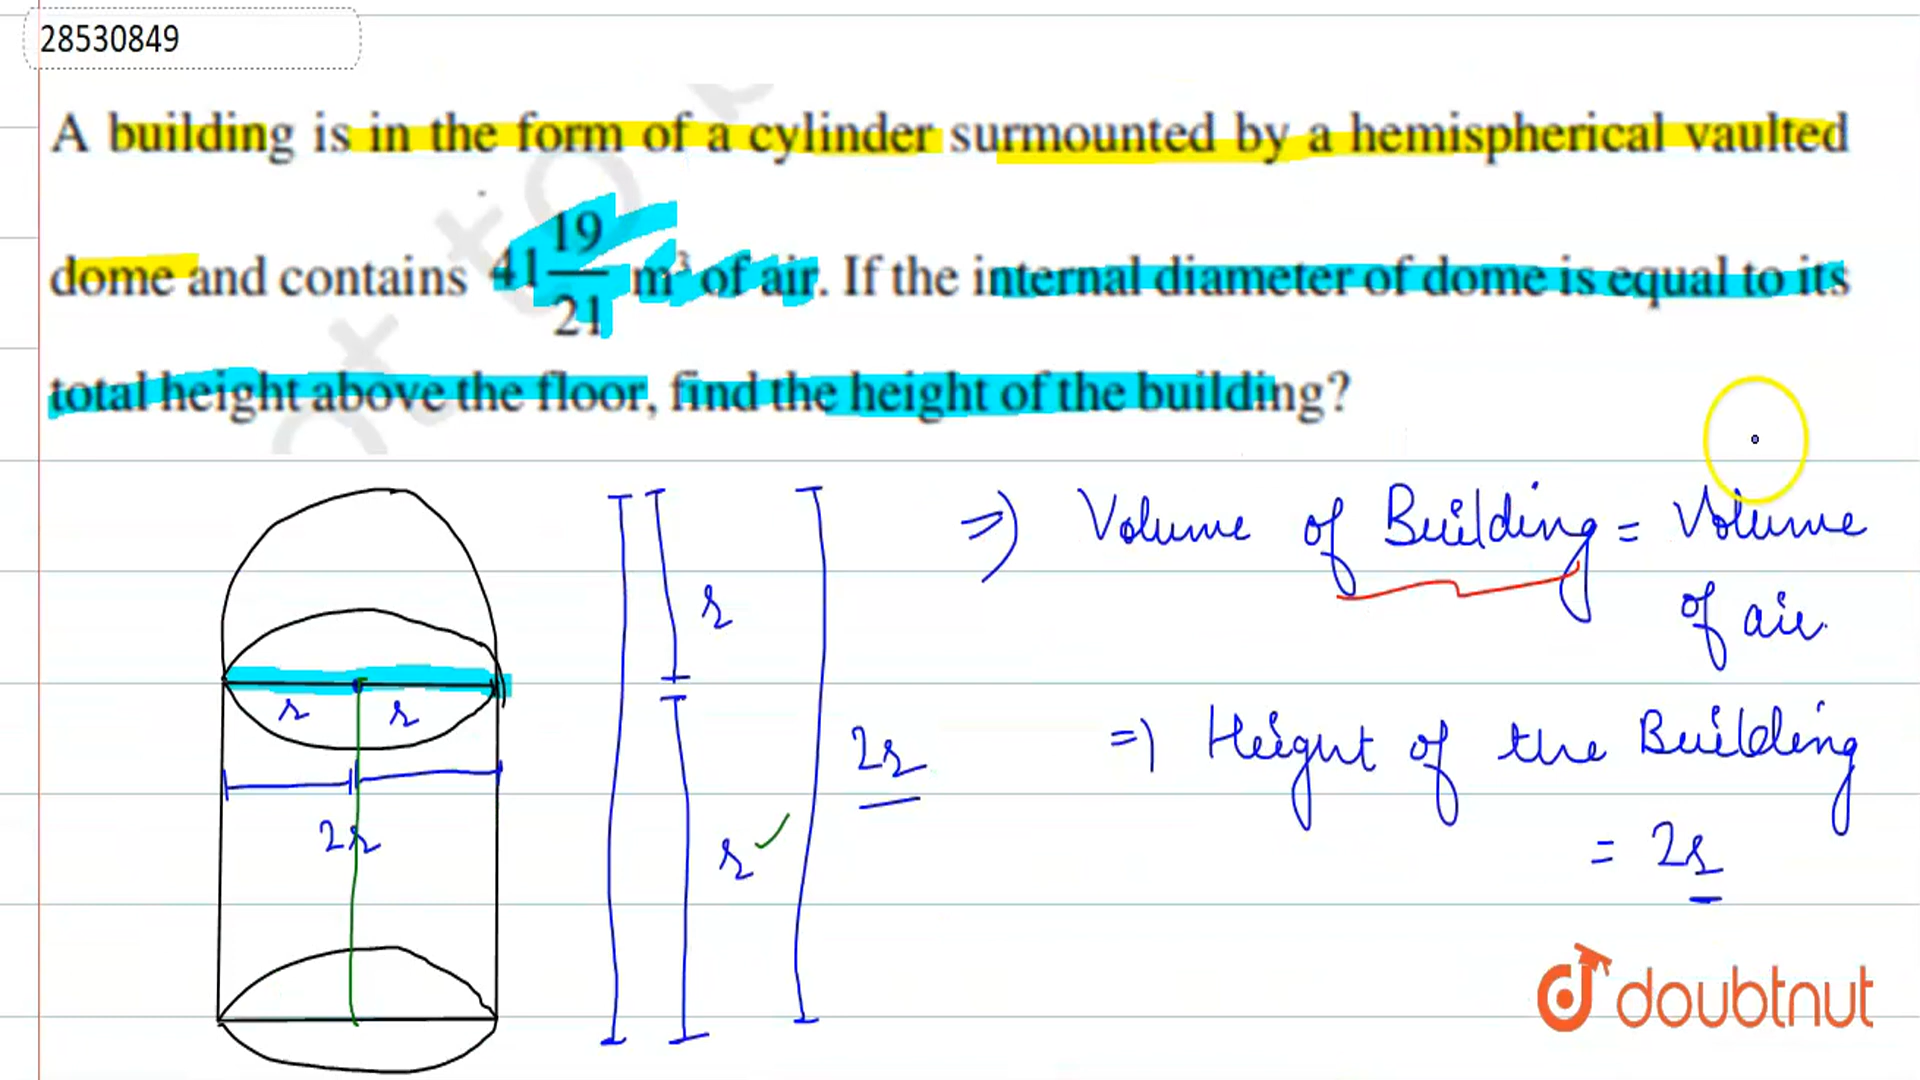 28530849
A building is in the form of a cylinder surmounted by a hemispherical vaulted
dome and contains 41 19/21 m³ of air. If the internal diameter of dome is equal to its
total height above the floor, find the height of the building?
⇒ Volume of Building = Volume
of air.
r
r r
2r
⇒ Height of the Building
2r
r ✓
= 2r
doubtnut